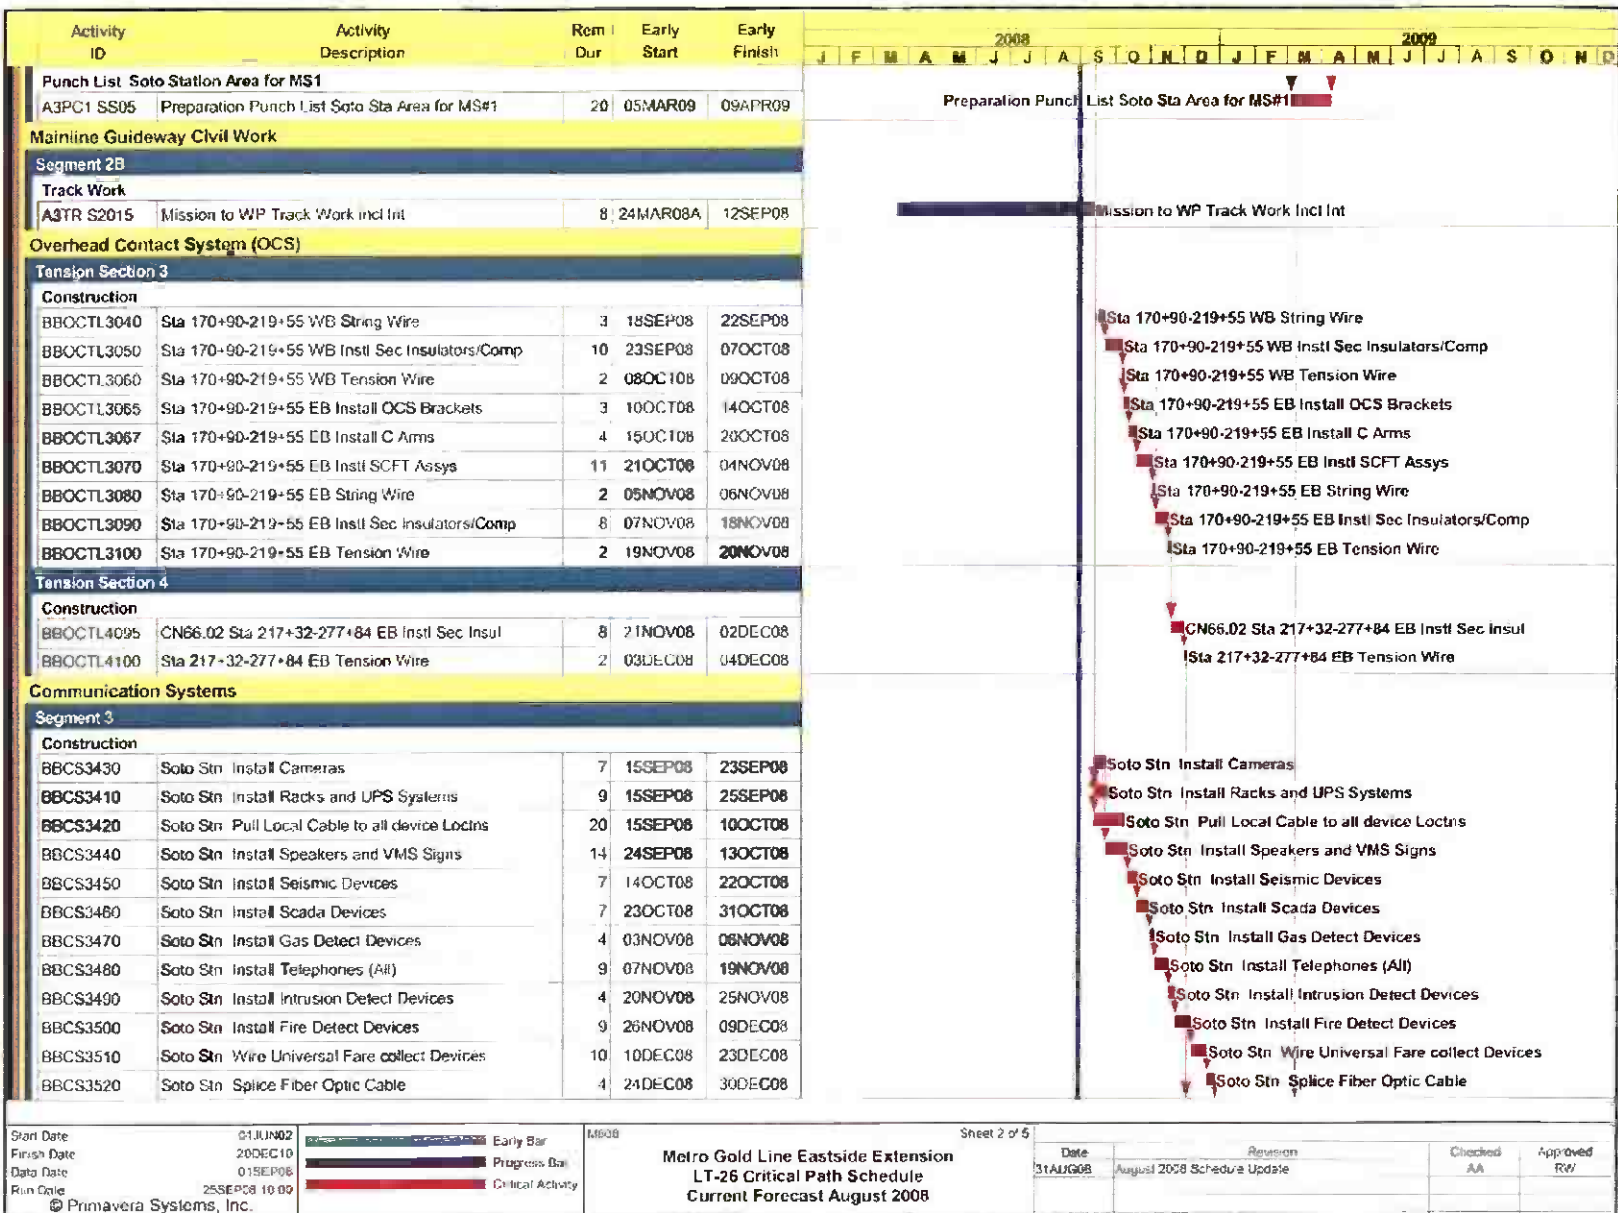 Activity ID Activity Description Rem Dur Early Start Early Finish
2008 2009
J F M A M J J A S O N D J F M A M J J A S O N D
Punch List Soto Station Area for MS1
A3PC1 SS05 Preparation Punch List Soto Sta Area for MS#1 20 05MAR09 09APR09 Preparation Punch List Soto Sta Area for MS#1
Mainline Guideway Civil Work
Segment 2B
Track Work
A3TR S2015 Mission to WP Track Work incl Int 8 24MAR08A 12SEP08 Mission to WP Track Work Incl Int
Overhead Contact System (OCS)
Tension Section 3
Construction
BBOCTL3040 Sta 170+90-219+55 WB String Wire 3 18SEP08 22SEP08 Sta 170+90-219+55 WB String Wire
BBOCTL3050 Sta 170+90-219+55 WB Instl Sec Insulators/Comp 10 23SEP08 07OCT08 Sta 170+90-219+55 WB Instl Sec Insulators/Comp
BBOCTL3060 Sta 170+90-219+55 WB Tension Wire 2 08OCT08 09OCT08 Sta 170+90-219+55 WB Tension Wire
BBOCTL3065 Sta 170+90-219+55 EB Install OCS Brackets 3 10OCT08 14OCT08 Sta 170+90-219+55 EB Install OCS Brackets
BBOCTL3067 Sta 170+90-219+55 EB Install C Arms 4 15OCT08 20OCT08 Sta 170+90-219+55 EB Install C Arms
BBOCTL3070 Sta 170+90-219+55 EB Instl SCFT Assys 11 21OCT08 04NOV08 Sta 170+90-219+55 EB Instl SCFT Assys
BBOCTL3080 Sta 170+90-219+55 EB String Wire 2 05NOV08 06NOV08 Sta 170+90-219+55 EB String Wire
BBOCTL3090 Sta 170+90-219+55 EB Instl Sec Insulators/Comp 8 07NOV08 18NOV08 Sta 170+90-219+55 EB Instl Sec Insulators/Comp
BBOCTL3100 Sta 170+90-219+55 EB Tension Wire 2 19NOV08 20NOV08 Sta 170+90-219+55 EB Tension Wire
Tension Section 4
Construction
BBOCTL4095 CN66.02 Sta 217+32-277+84 EB Instl Sec Insul 8 21NOV08 02DEC08 CN66.02 Sta 217+32-277+84 EB Instl Sec Insul
BBOCTL4100 Sta 217+32-277+84 EB Tension Wire 2 03DEC08 04DEC08 Sta 217+32-277+84 EB Tension Wire
Communication Systems
Segment 3
Construction
BBCS3430 Soto Stn Install Cameras 7 15SEP08 23SEP08 Soto Stn Install Cameras
BBCS3410 Soto Stn Install Racks and UPS Systems 9 15SEP08 25SEP08 Soto Stn Install Racks and UPS Systems
BBCS3420 Soto Stn Pull Local Cable to all device Loctns 20 15SEP08 10OCT08 Soto Stn Pull Local Cable to all device Loctns
BBCS3440 Soto Stn Install Speakers and VMS Signs 14 24SEP08 13OCT08 Soto Stn Install Speakers and VMS Signs
BBCS3450 Soto Stn Install Seismic Devices 7 14OCT08 22OCT08 Soto Stn Install Seismic Devices
BBCS3460 Soto Stn Install Scada Devices 7 23OCT08 31OCT08 Soto Stn Install Scada Devices
BBCS3470 Soto Stn Install Gas Detect Devices 4 03NOV08 06NOV08 Soto Stn Install Gas Detect Devices
BBCS3480 Soto Stn Install Telephones (All) 9 07NOV08 19NOV08 Soto Stn Install Telephones (All)
BBCS3490 Soto Stn Install Intrusion Detect Devices 4 20NOV08 25NOV08 Soto Stn Install Intrusion Detect Devices
BBCS3500 Soto Stn Install Fire Detect Devices 9 26NOV08 09DEC08 Soto Stn Install Fire Detect Devices
BBCS3510 Soto Stn Wire Universal Fare collect Devices 10 10DEC08 23DEC08 Soto Stn Wire Universal Fare collect Devices
BBCS3520 Soto Stn Splice Fiber Optic Cable 4 24DEC08 30DEC08 Soto Stn Splice Fiber Optic Cable
Start Date 01JUN02
Finish Date 20DEC10
Data Date 01SEP08
Run Date 25SEP08 10:00
© Primavera Systems, Inc.
Early Bar
Progress Bar
Critical Activity
Sheet 2 of 5
Metro Gold Line Eastside Extension
LT-26 Critical Path Schedule
Current Forecast August 2008
Date Revision Checked Approved
31AUG08 August 2008 Schedule Update AA RW